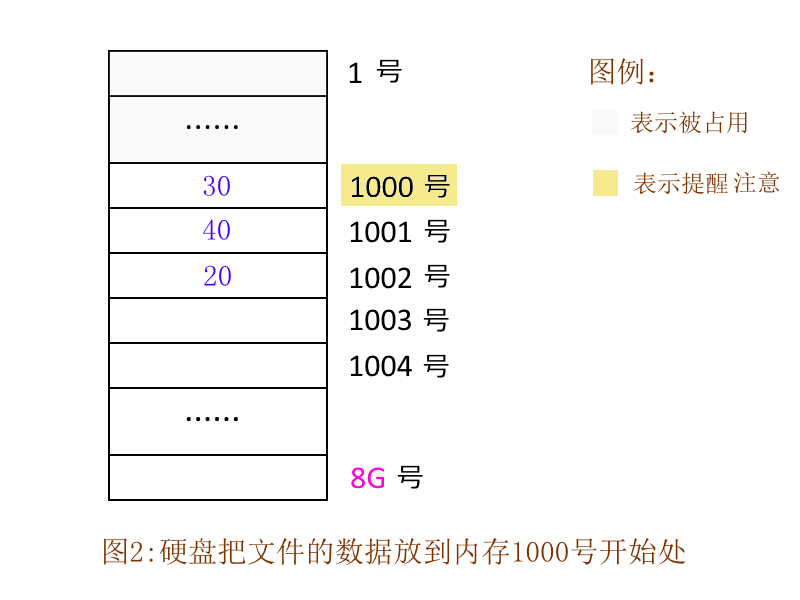 1 号
图例：
……
表示被占用
30
1000 号
表示提醒 注意
40
1001 号
20
1002 号
1003 号
1004 号
……
8G 号
图2:硬盘把文件的数据放到内存1000号开始处